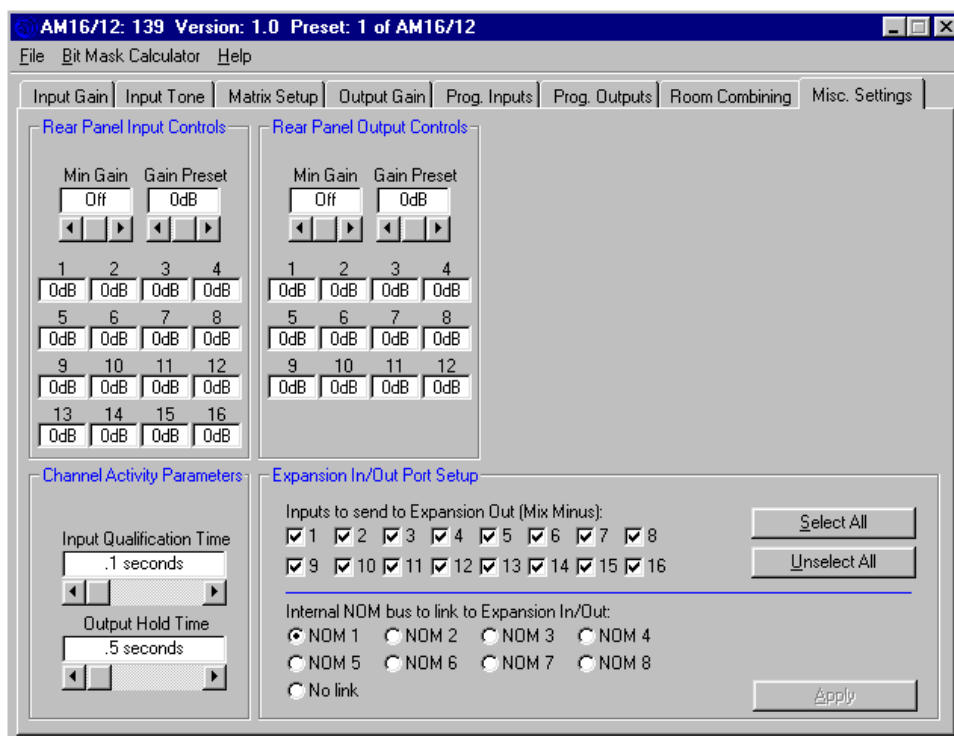 AM16/12: 139 Version: 1.0 Preset: 1 of AM16/12
File Bit Mask Calculator Help
Input Gain Input Tone Matrix Setup Output Gain Prog. Inputs Prog. Outputs Room Combining Misc. Settings
Rear Panel Input Controls
Min Gain Gain Preset
Off 0dB
1 2 3 4
0dB 0dB 0dB 0dB
5 6 7 8
0dB 0dB 0dB 0dB
9 10 11 12
0dB 0dB 0dB 0dB
13 14 15 16
0dB 0dB 0dB 0dB
Rear Panel Output Controls
Min Gain Gain Preset
Off 0dB
1 2 3 4
0dB 0dB 0dB 0dB
5 6 7 8
0dB 0dB 0dB 0dB
9 10 11 12
0dB 0dB 0dB 0dB
Channel Activity Parameters
Input Qualification Time
.1 seconds
Output Hold Time
.5 seconds
Expansion In/Out Port Setup
Inputs to send to Expansion Out (Mix Minus):
1 2 3 4 5 6 7 8
9 10 11 12 13 14 15 16
Select All
Unselect All
Internal NOM bus to link to Expansion In/Out:
NOM 1 NOM 2 NOM 3 NOM 4
NOM 5 NOM 6 NOM 7 NOM 8
No link
Apply